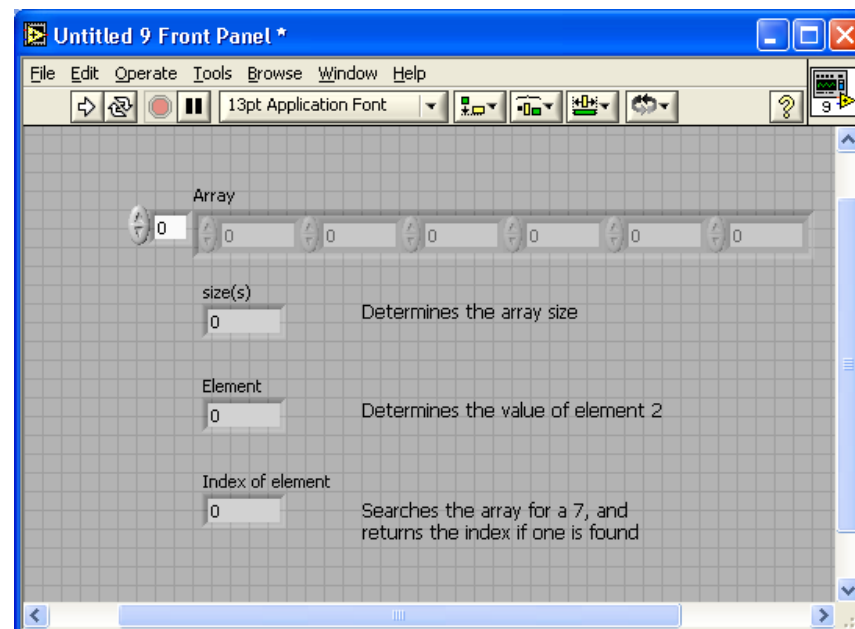 Untitled 9 Front Panel *
File Edit Operate Tools Browse Window Help
13pt Application Font
?
9
Array
0 0 0 0 0 0 0
size(s)
0 Determines the array size
Element
0 Determines the value of element 2
Index of element
0 Searches the array for a 7, and
returns the index if one is found